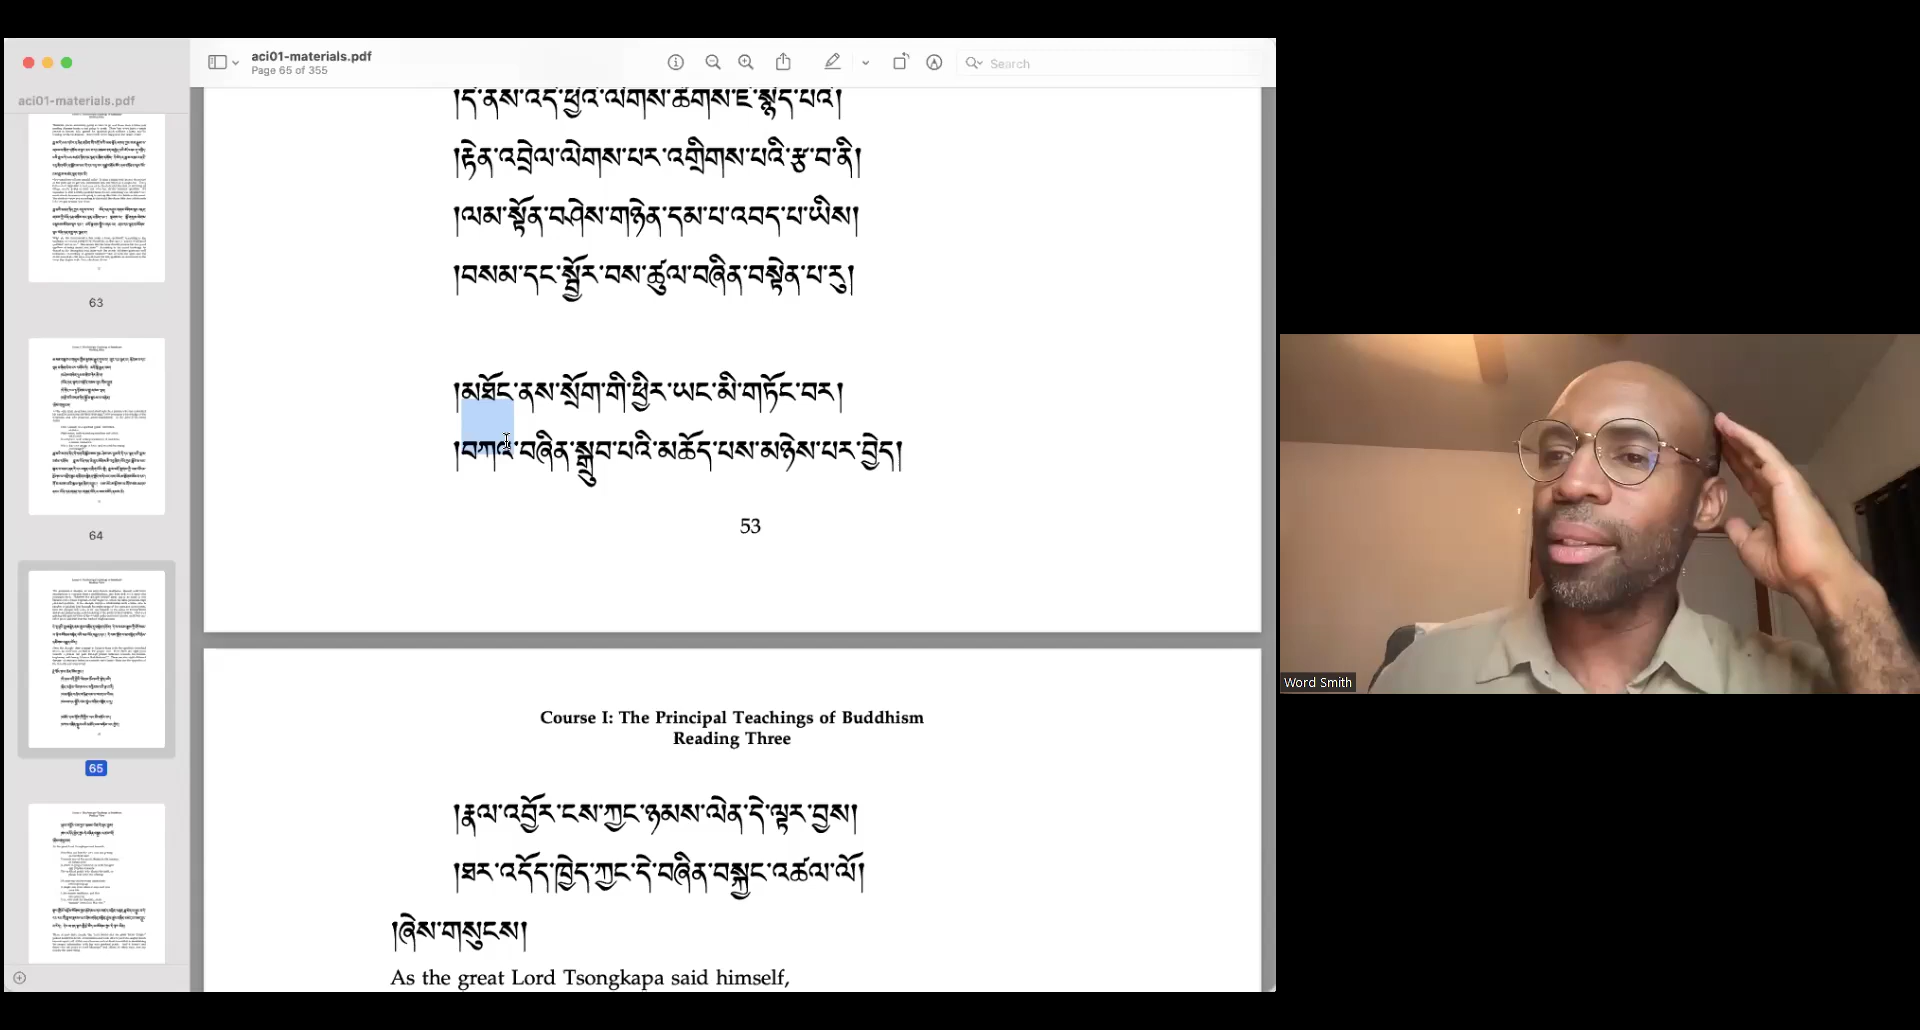 aci01-materials.pdf
Page 65 of 355
Search
aci01-materials.pdf
63
64
65
།དེ་ནས་འདི་ཕྱིའི་ལེགས་ཚོགས་ཇི་སྙེད་པའི།
།རྟེན་འབྲེལ་ལེགས་པར་འགྲིགས་པའི་རྩ་བ་ནི།
།ལམ་སྟོན་བཤེས་གཉེན་དམ་པ་འབད་པ་ཡིས།
།བསམ་དང་སྦྱོར་བས་ཚུལ་བཞིན་བསྟེན་པ་རུ།
།མཐོང་ནས་སྲོག་གི་ཕྱིར་ཡང་མི་གཏོང་བར།
།བཀའ་བཞིན་སྒྲུབ་པའི་མཆོད་པས་མཉེས་པར་བྱེད།
53
Course I: The Principal Teachings of Buddhism
Reading Three
།རྣལ་འབྱོར་ངས་ཀྱང་ཉམས་ལེན་དེ་ལྟར་བྱས།
།ཐར་འདོད་ཁྱེད་ཀྱང་དེ་བཞིན་བསྐྱང་འཚལ་ལོ།
།ཞེས་གསུངས།
As the great Lord Tsongkapa said himself,
Word Smith